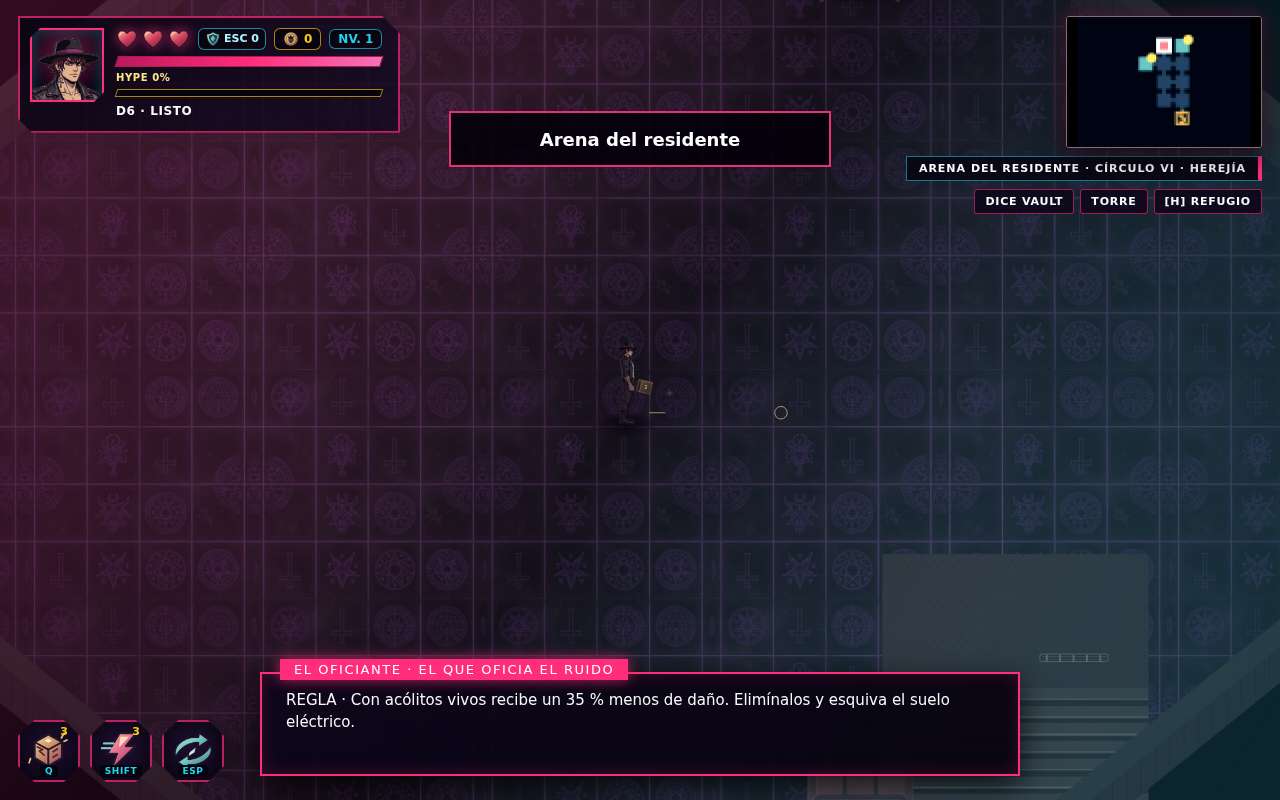 ESC 0
0
NV. 1
HYPE 0%
D6 · LISTO
Arena del residente
ARENA DEL RESIDENTE · CÍRCULO VI · HEREJÍA
DICE VAULT
TORRE
[H] REFUGIO
EL OFICIANTE · EL QUE OFICIA EL RUIDO
REGLA · Con acólitos vivos recibe un 35 % menos de daño. Elimínalos y esquiva el suelo
eléctrico.
3
Q
3
SHIFT
ESP